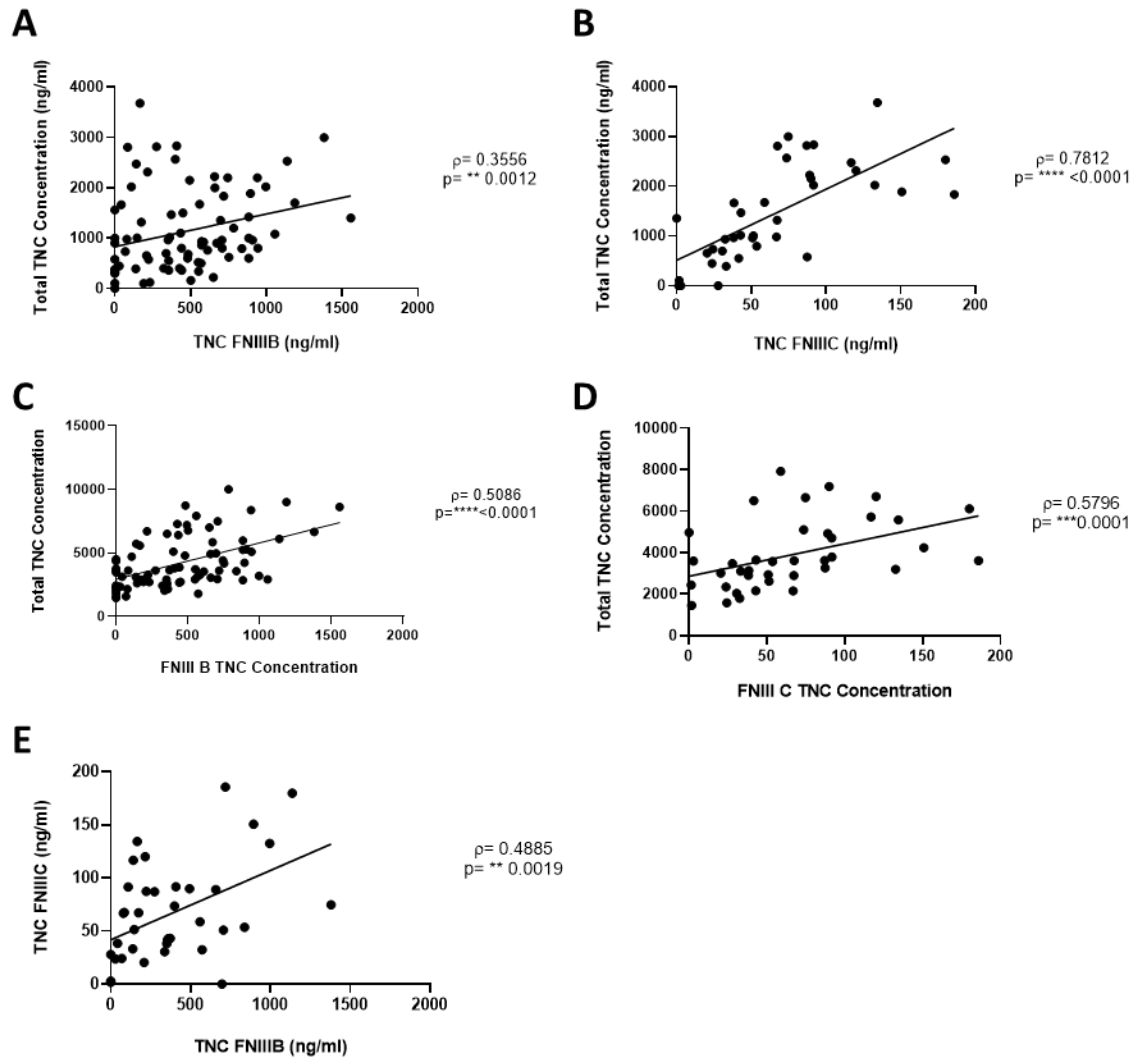 A
Total TNC Concentration (ng/ml)
4000
3000
2000
1000
0
0 500 1000 1500 2000
TNC FNIIIB (ng/ml)
ρ= 0.3556
p= ** 0.0012
B
Total TNC Concentration (ng/ml)
4000
3000
2000
1000
0
0 50 100 150 200
TNC FNIIIC (ng/ml)
ρ= 0.7812
p= **** <0.0001
C
Total TNC Concentration
15000
10000
5000
0
0 500 1000 1500 2000
FNIII B TNC Concentration
ρ= 0.5086
p=****<0.0001
D
Total TNC Concentration
10000
8000
6000
4000
2000
0
0 50 100 150 200
FNIII C TNC Concentration
ρ= 0.5796
p= ***0.0001
E
TNC FNIIIC (ng/ml)
200
150
100
50
0
0 500 1000 1500 2000
TNC FNIIIB (ng/ml)
ρ= 0.4885
p= ** 0.0019